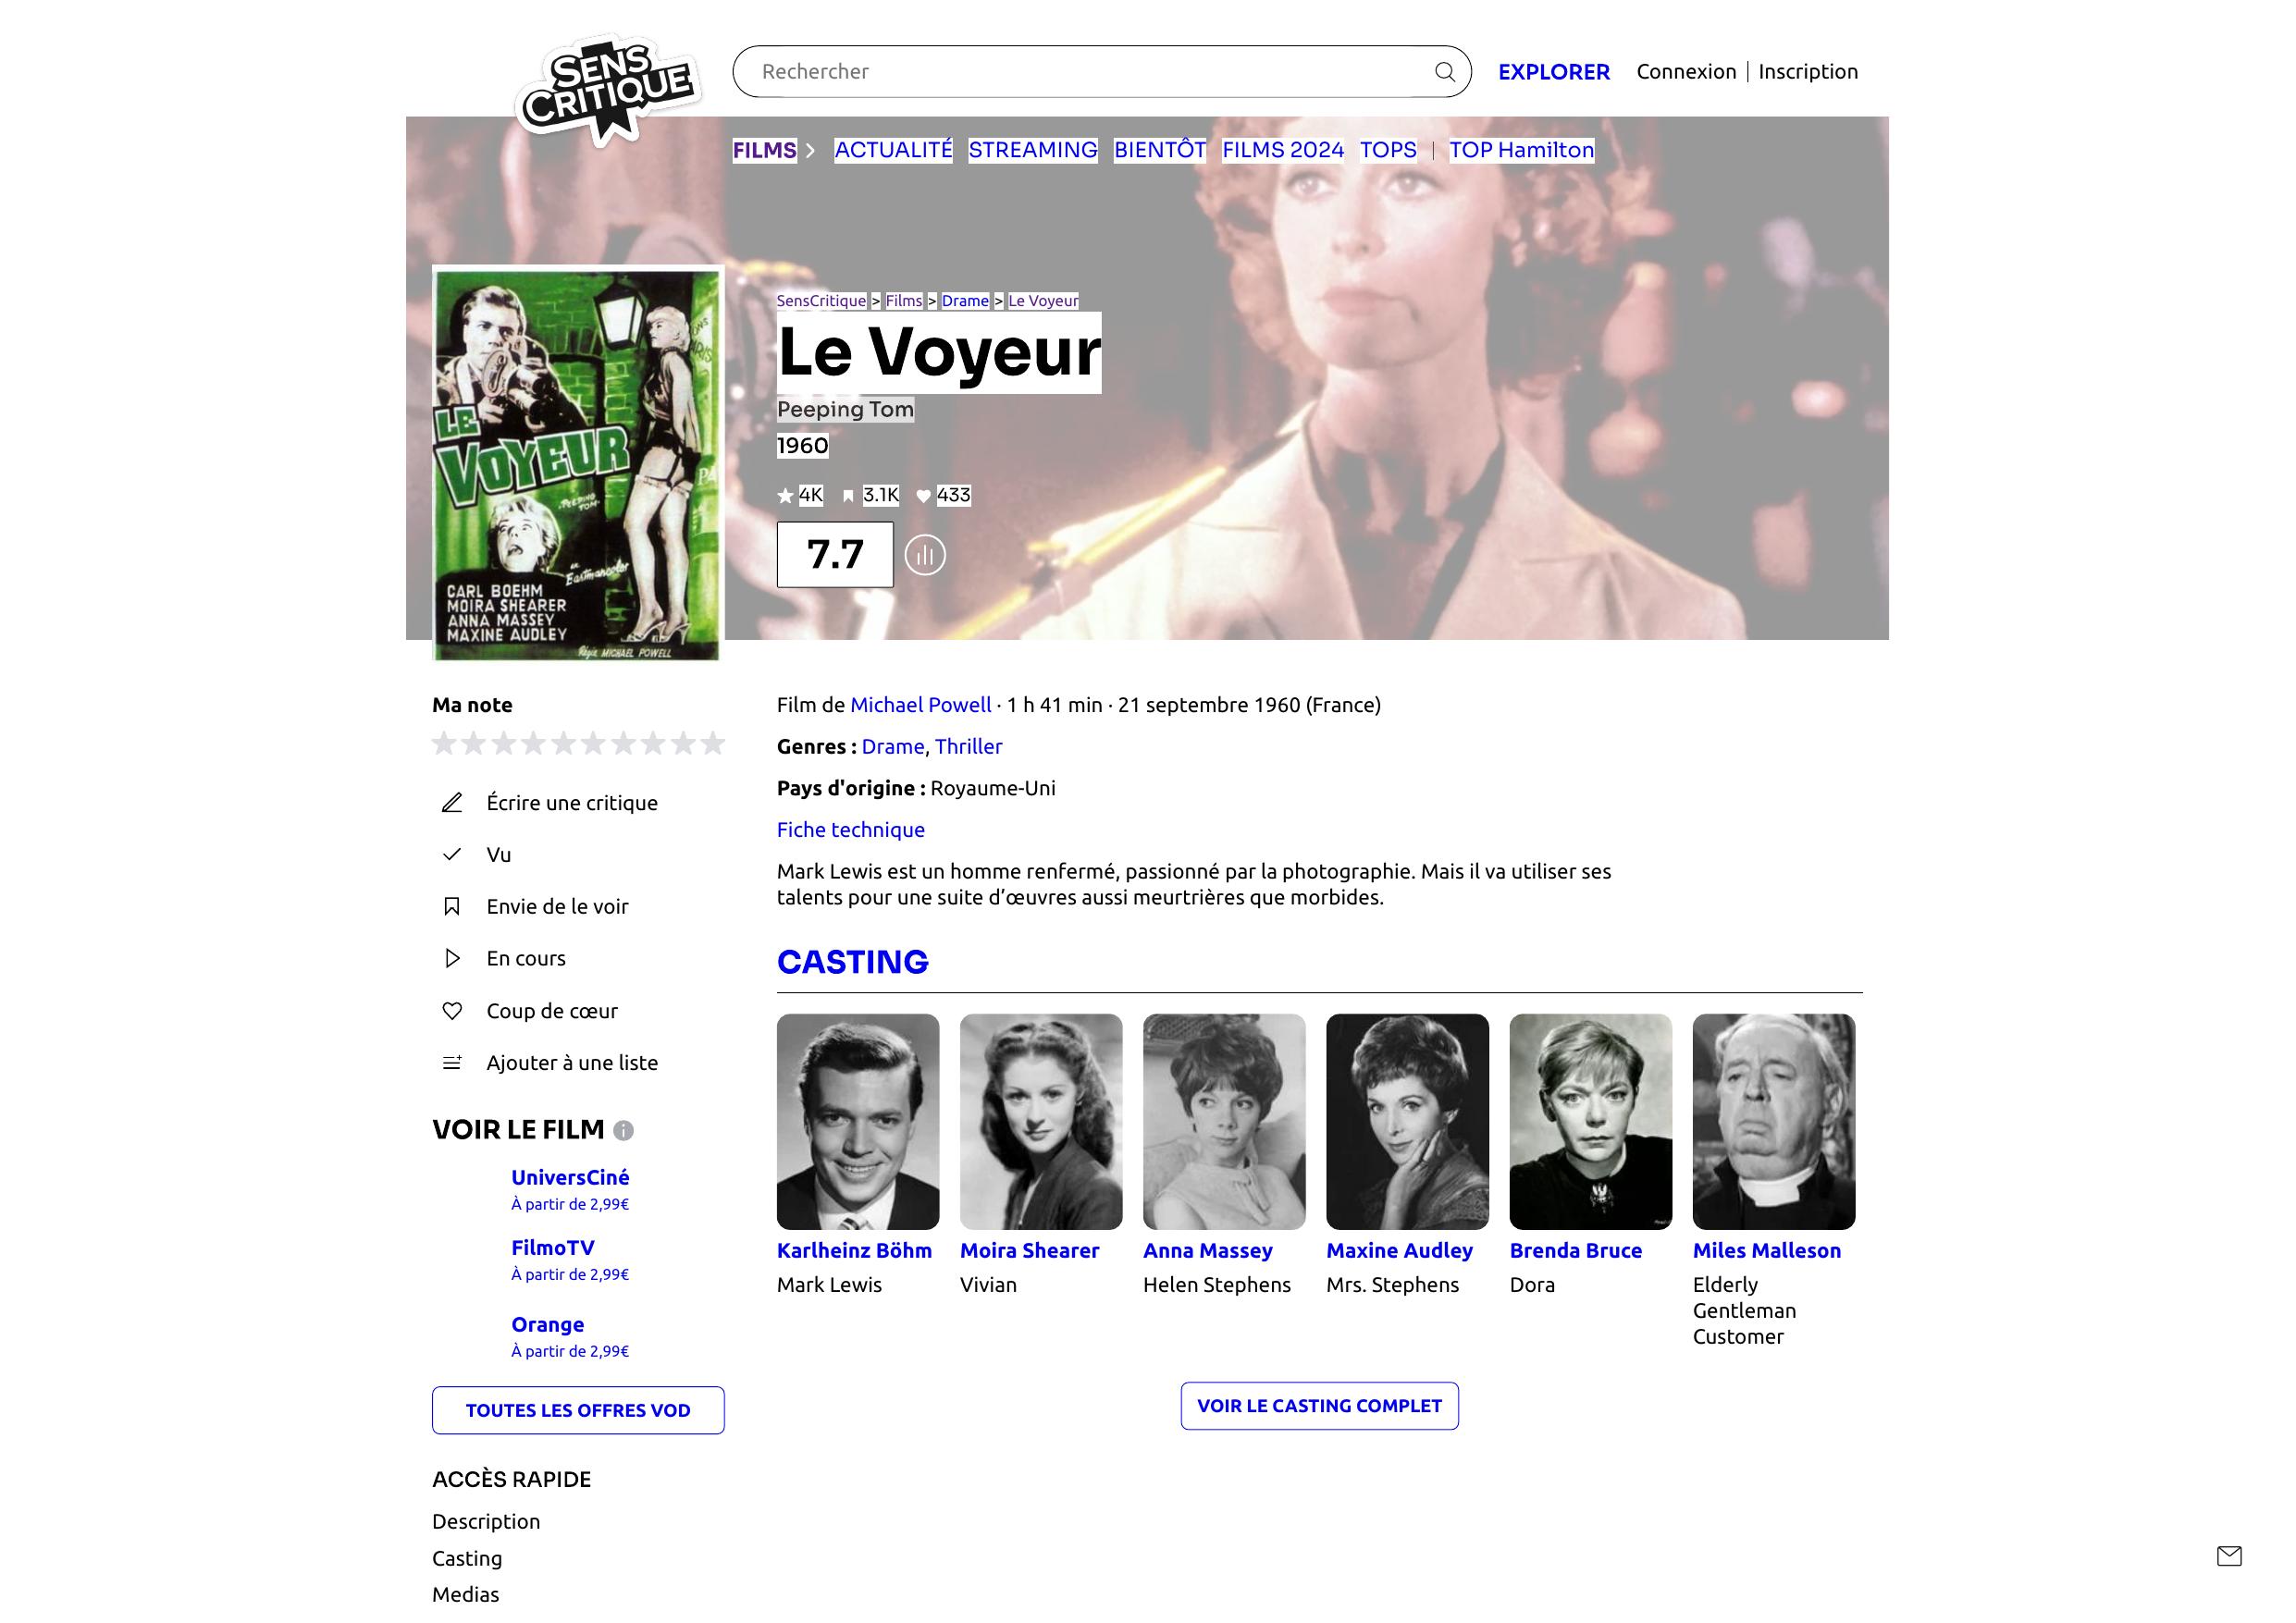 SENS
CRITIQUE
Rechercher
EXPLORER
Connexion | Inscription
FILMS
ACTUALITÉ
STREAMING
BIENTÔT
FILMS 2024
TOPS | TOP Hamilton
SensCritique > Films > Drame > Le Voyeur
Le Voyeur
Peeping Tom
1960
4K 3.1K 433
7.7
LE
VOYEUR
"PEEPING
TOM"
in
Eastmancolor
CARL BOEHM
MOIRA SHEARER
ANNA MASSEY
MAXINE AUDLEY
Régie MICHAEL POWELL
Ma note
Écrire une critique
Vu
Envie de le voir
En cours
Coup de cœur
Ajouter à une liste
VOIR LE FILM
UniversCiné
À partir de 2,99€
FilmoTV
À partir de 2,99€
Orange
À partir de 2,99€
TOUTES LES OFFRES VOD
ACCÈS RAPIDE
Description
Casting
Medias
Film de Michael Powell · 1 h 41 min · 21 septembre 1960 (France)
Genres : Drame, Thriller
Pays d'origine : Royaume-Uni
Fiche technique
Mark Lewis est un homme renfermé, passionné par la photographie. Mais il va utiliser ses
talents pour une suite d’œuvres aussi meurtrières que morbides.
CASTING
Karlheinz Böhm
Mark Lewis
Moira Shearer
Vivian
Anna Massey
Helen Stephens
Maxine Audley
Mrs. Stephens
Brenda Bruce
Dora
Miles Malleson
Elderly
Gentleman
Customer
VOIR LE CASTING COMPLET